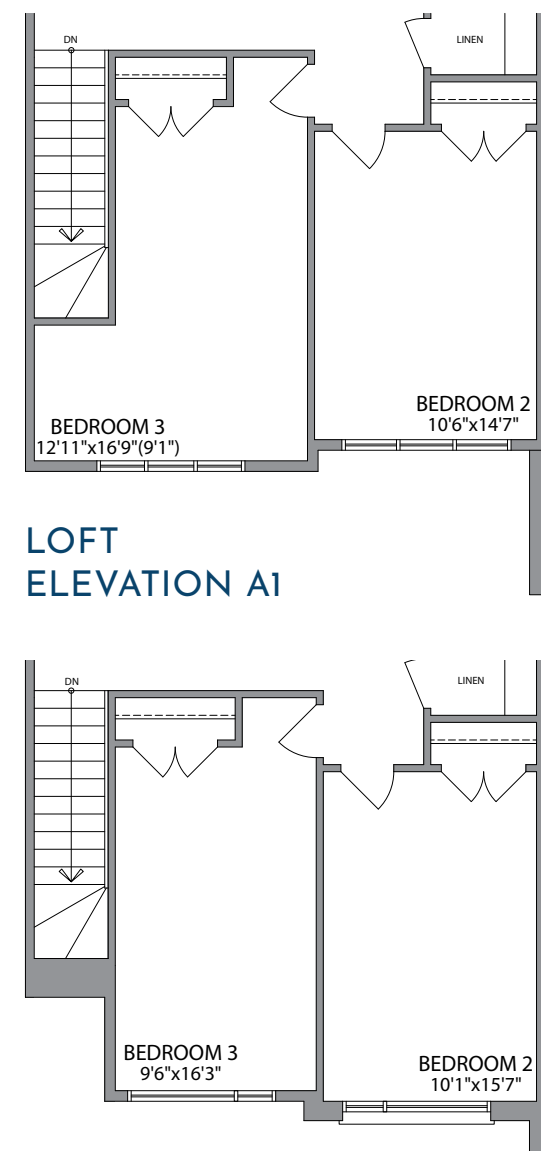 DN
LINEN
BEDROOM 2
10'6"x14'7"
BEDROOM 3
12'11"x16'9"(9'1")
LOFT
ELEVATION A1
DN
LINEN
BEDROOM 3
9'6"x16'3"
BEDROOM 2
10'1"x15'7"